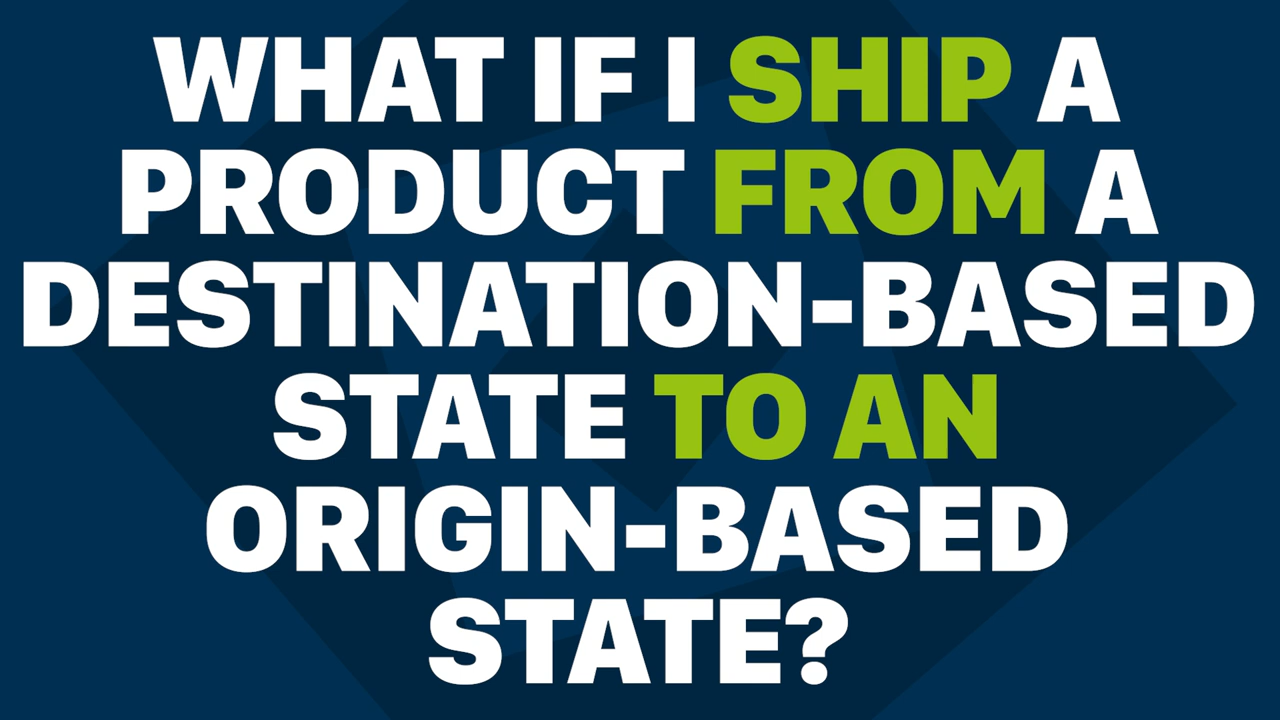 WHAT IF I SHIP A
PRODUCT FROM A
DESTINATION-BASED
STATE TO AN
ORIGIN-BASED
STATE?